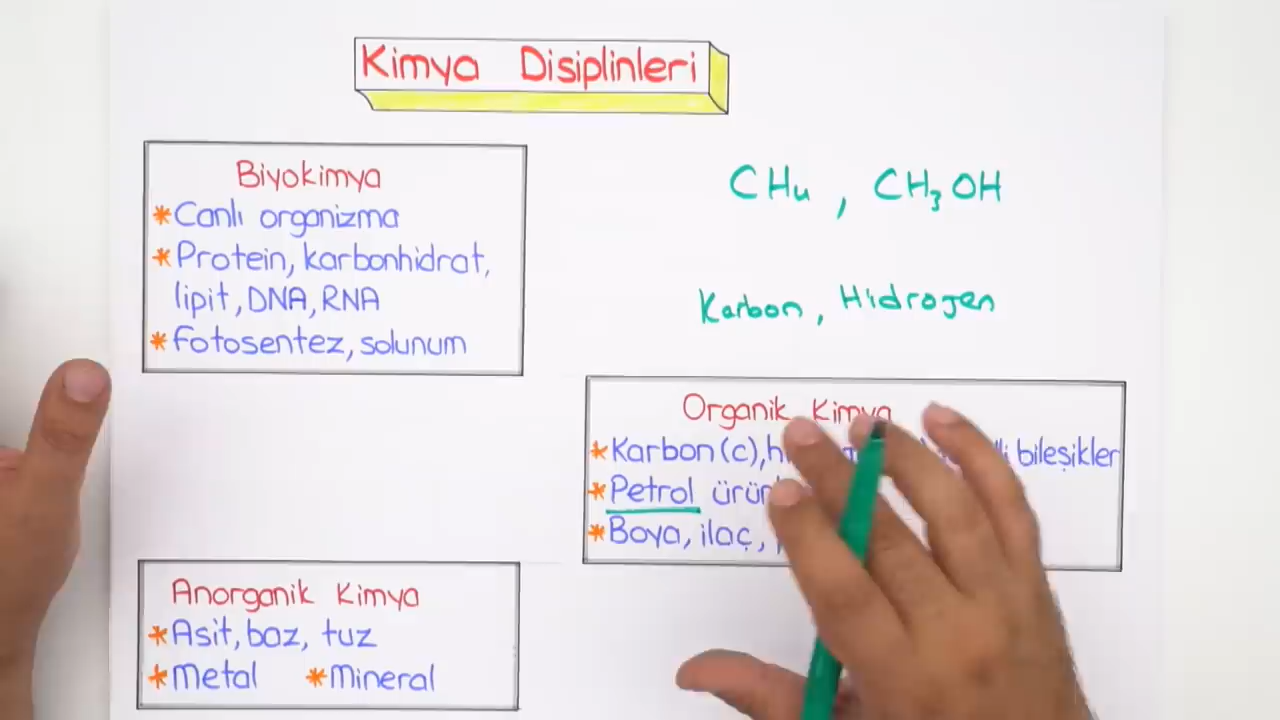 Kimya Disiplinleri
Biyokimya
*Canlı organizma
*Protein, karbonhidrat,
lipit, DNA, RNA
*fotosentez, solunum
CH4, CH3OH
Karbon, Hidrojen
Organik Kimya
*Karbon(c), bileşikler
*Petrol
*Boya, ilaç,
Anorganik Kimya
*Asit, baz, tuz
*Metal *Mineral